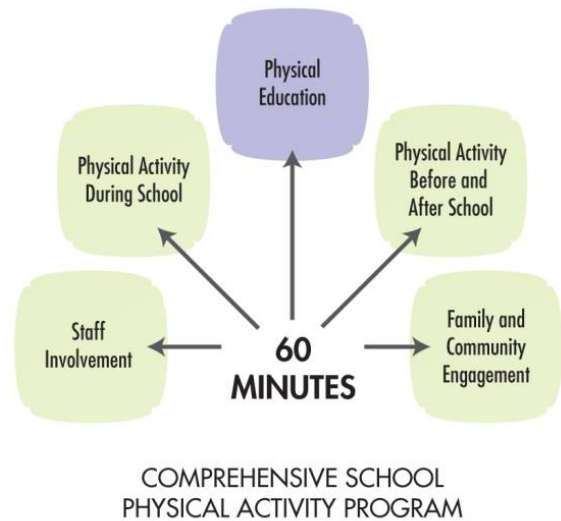 Physical
Education
Physical Activity
During School
Physical Activity
Before and
After School
Staff
Involvement
60
MINUTES
Family and
Community
Engagement
COMPREHENSIVE SCHOOL
PHYSICAL ACTIVITY PROGRAM